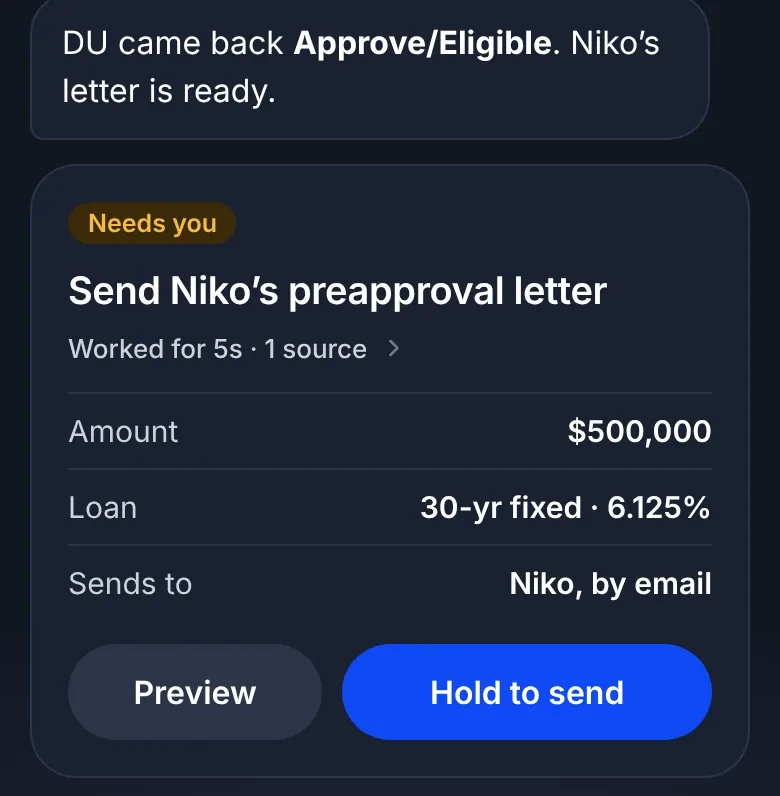 DU came back Approve/Eligible. Niko’s
letter is ready.
Needs you
Send Niko’s preapproval letter
Worked for 5s · 1 source
Amount $500,000
Loan 30-yr fixed · 6.125%
Sends to Niko, by email
Preview Hold to send